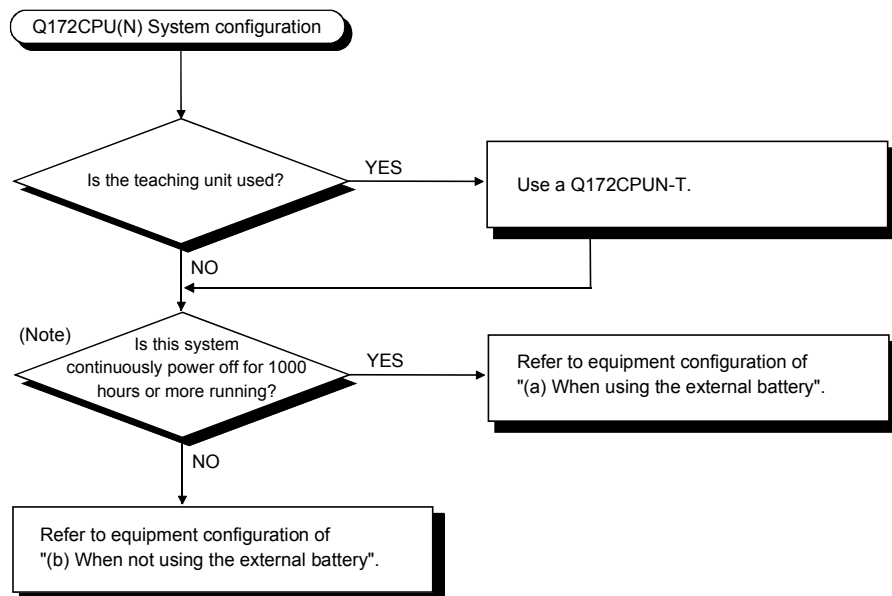 Q172CPU(N) System configuration
Is the teaching unit used?
YES
Use a Q172CPUN-T.
NO
(Note)
Is this system
continuously power off for 1000
hours or more running?
YES
Refer to equipment configuration of
"(a) When using the external battery".
NO
Refer to equipment configuration of
"(b) When not using the external battery".